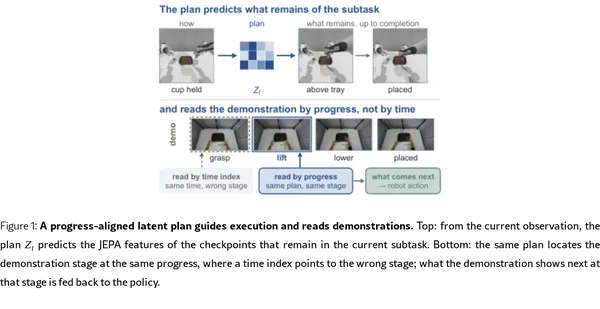 The plan predicts what remains of the subtask
now plan what remains, up to completion
cup held Zt above tray placed
and reads the demonstration by progress, not by time
demo
grasp lift lower placed
read by time index read by progress what comes next
same time, wrong stage same plan, same stage → robot action
Figure 1: A progress-aligned latent plan guides execution and reads demonstrations. Top: from the current observation, the
plan Zt predicts the JEPA features of the checkpoints that remain in the current subtask. Bottom: the same plan locates the
demonstration stage at the same progress, where a time index points to the wrong stage; what the demonstration shows next at
that stage is fed back to the policy.